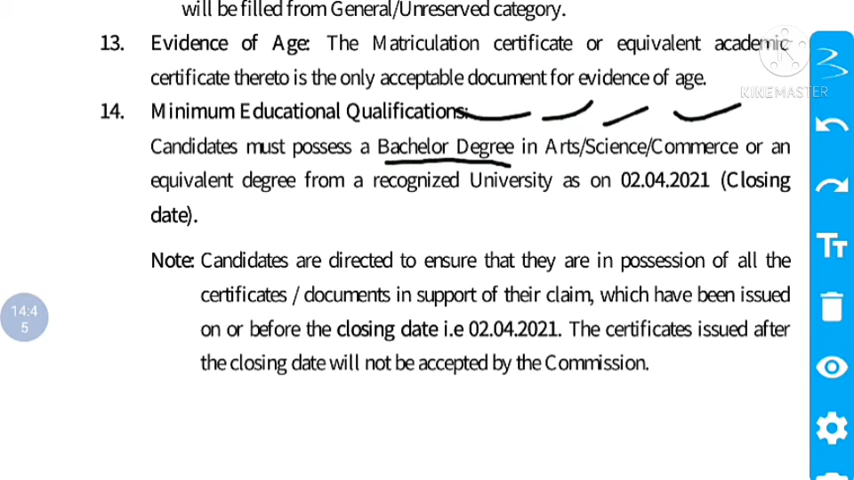 will be filled from General/Unreserved category.
13. Evidence of Age: The Matriculation certificate or equivalent academic
certificate thereto is the only acceptable document for evidence of age.
KINEMASTER
14. Minimum Educational Qualifications:
Candidates must possess a Bachelor Degree in Arts/Science/Commerce or an
equivalent degree from a recognized University as on 02.04.2021 (Closing
date).
Note: Candidates are directed to ensure that they are in possession of all the
certificates / documents in support of their claim, which have been issued
14:4
5
on or before the closing date i.e 02.04.2021. The certificates issued after
the closing date will not be accepted by the Commission.
TT